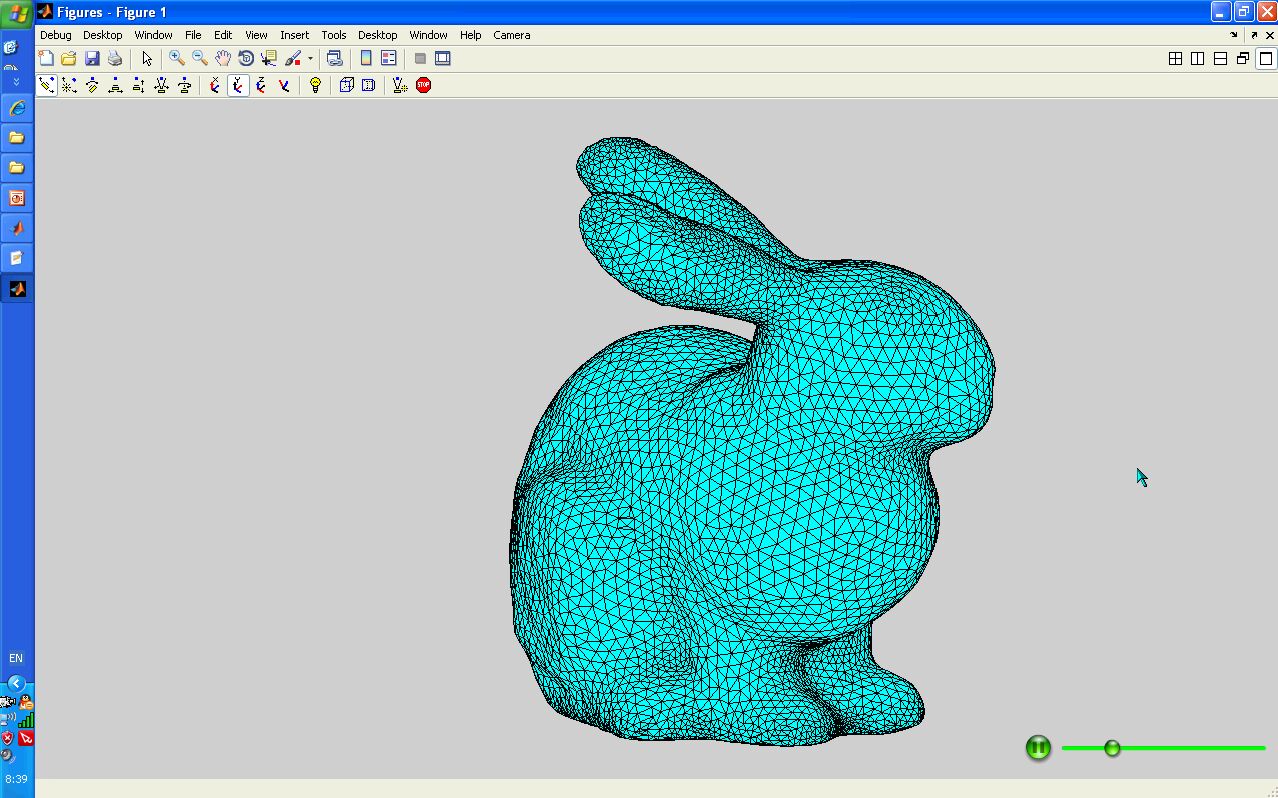 Figures - Figure 1
Debug Desktop Window File Edit View Insert Tools Desktop Window Help Camera
STOP
EN
8:39